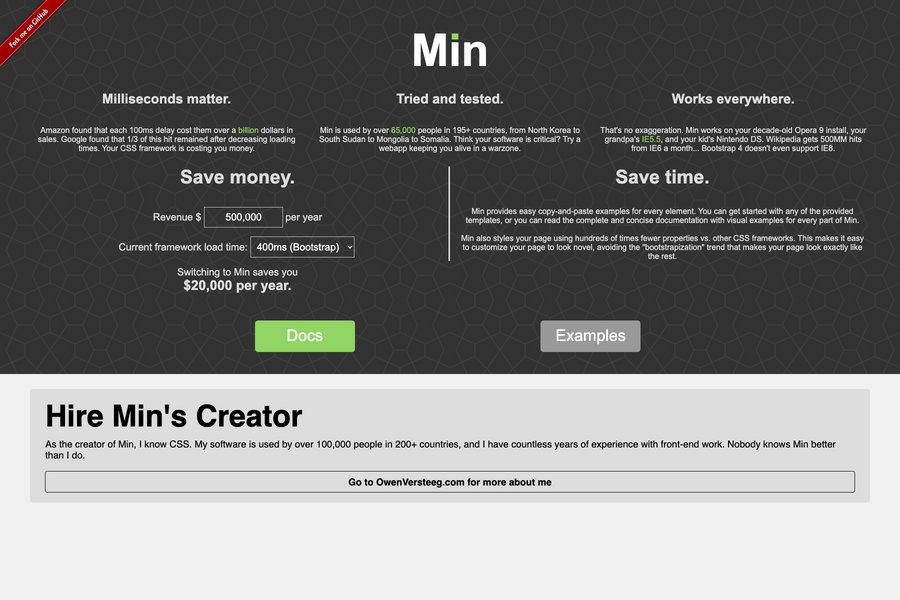 Fork me on GitHub
Min
Milliseconds matter.
Amazon found that each 100ms delay cost them over a billion dollars in
sales. Google found that 1/3 of this hit remained after decreasing loading
times. Your CSS framework is costing you money.
Tried and tested.
Min is used by over 65,000 people in 195+ countries, from North Korea to
South Sudan to Mongolia to Somalia. Think your software is critical? Try a
webapp keeping you alive in a warzone.
Works everywhere.
That's no exaggeration. Min works on your decade-old Opera 9 install, your
grandpa's IE5.5, and your kid's Nintendo DS. Wikipedia gets 500MM hits
from IE6 a month... Bootstrap 4 doesn't even support IE8.
Save money.
Revenue $ 500,000 per year
Current framework load time: 400ms (Bootstrap)
Switching to Min saves you
$20,000 per year.
Save time.
Min provides easy copy-and-paste examples for every element. You can get started with any of the provided
templates, or you can read the complete and concise documentation with visual examples for every part of Min.
Min also styles your page using hundreds of times fewer properties vs. other CSS frameworks. This makes it easy
to customize your page to look novel, avoiding the "bootstrapization" trend that makes your page look exactly like
the rest.
Docs
Examples
Hire Min's Creator
As the creator of Min, I know CSS. My software is used by over 100,000 people in 200+ countries, and I have countless years of experience with front-end work. Nobody knows Min better
than I do.
Go to OwenVersteeg.com for more about me